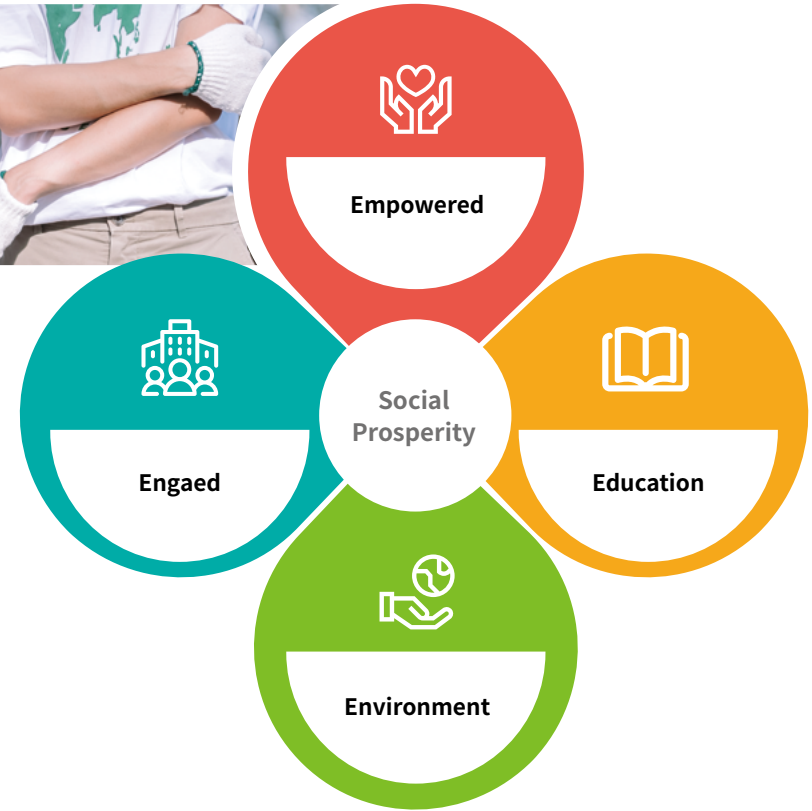 Empowered
Social
Prosperity
Engaed
Education
Environment